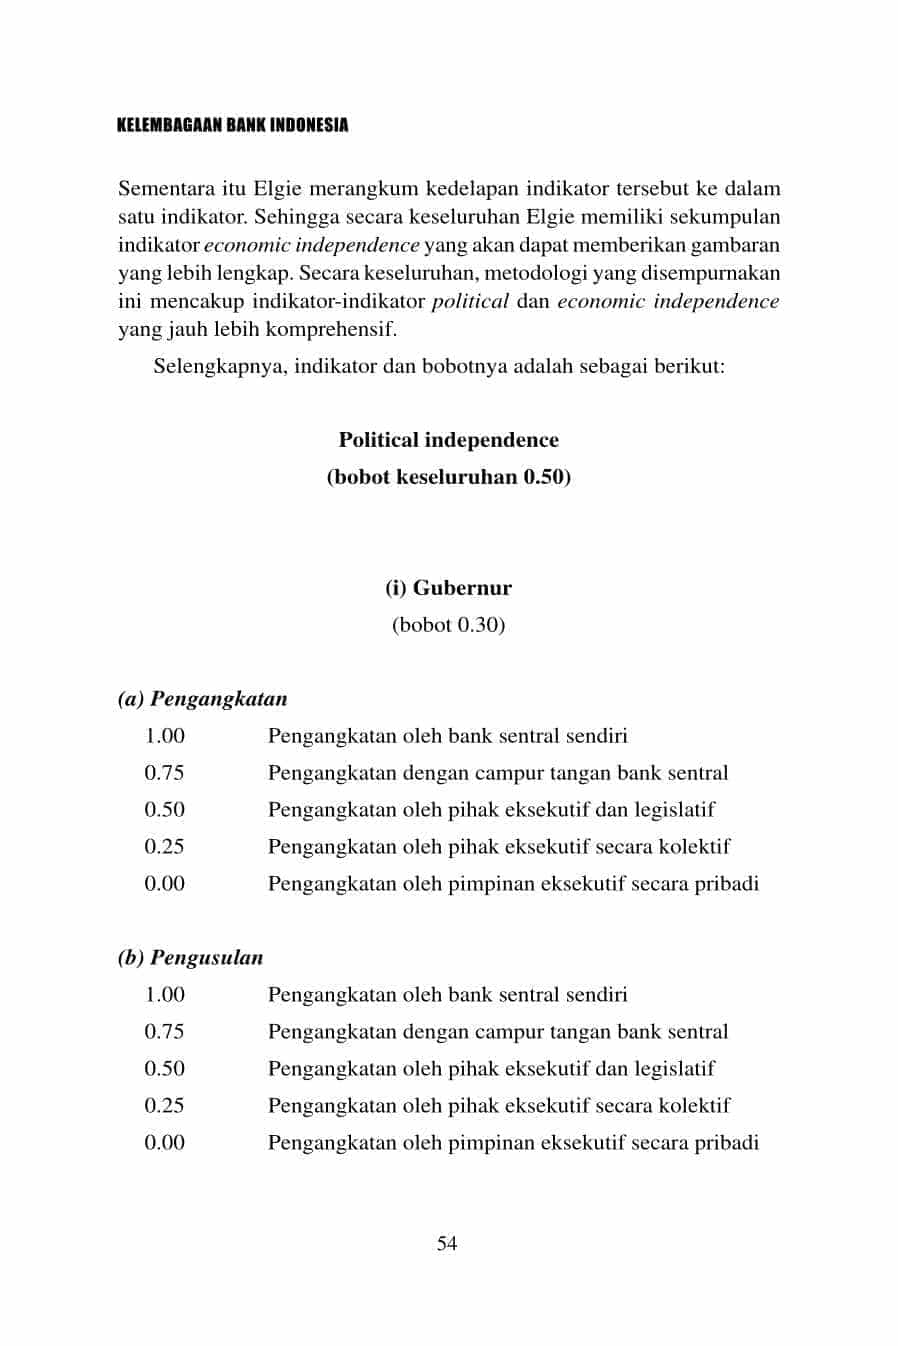 KELEMBAGAAN BANK INDONESIA
Sementara itu Elgie merangkum kedelapan indikator tersebut ke dalam
satu indikator. Sehingga secara keseluruhan Elgie memiliki sekumpulan
indikator economic independence yang akan dapat memberikan gambaran
yang lebih lengkap. Secara keseluruhan, metodologi yang disempurnakan
ini mencakup indikator-indikator political dan economic independence
yang jauh lebih komprehensif.
Selengkapnya, indikator dan bobotnya adalah sebagai berikut:
Political independence
(bobot keseluruhan 0.50)
(i) Gubernur
(bobot 0.30)
(a) Pengangkatan
1.00 Pengangkatan oleh bank sentral sendiri
0.75 Pengangkatan dengan campur tangan bank sentral
0.50 Pengangkatan oleh pihak eksekutif dan legislatif
0.25 Pengangkatan oleh pihak eksekutif secara kolektif
0.00 Pengangkatan oleh pimpinan eksekutif secara pribadi
(b) Pengusulan
1.00 Pengangkatan oleh bank sentral sendiri
0.75 Pengangkatan dengan campur tangan bank sentral
0.50 Pengangkatan oleh pihak eksekutif dan legislatif
0.25 Pengangkatan oleh pihak eksekutif secara kolektif
0.00 Pengangkatan oleh pimpinan eksekutif secara pribadi
54